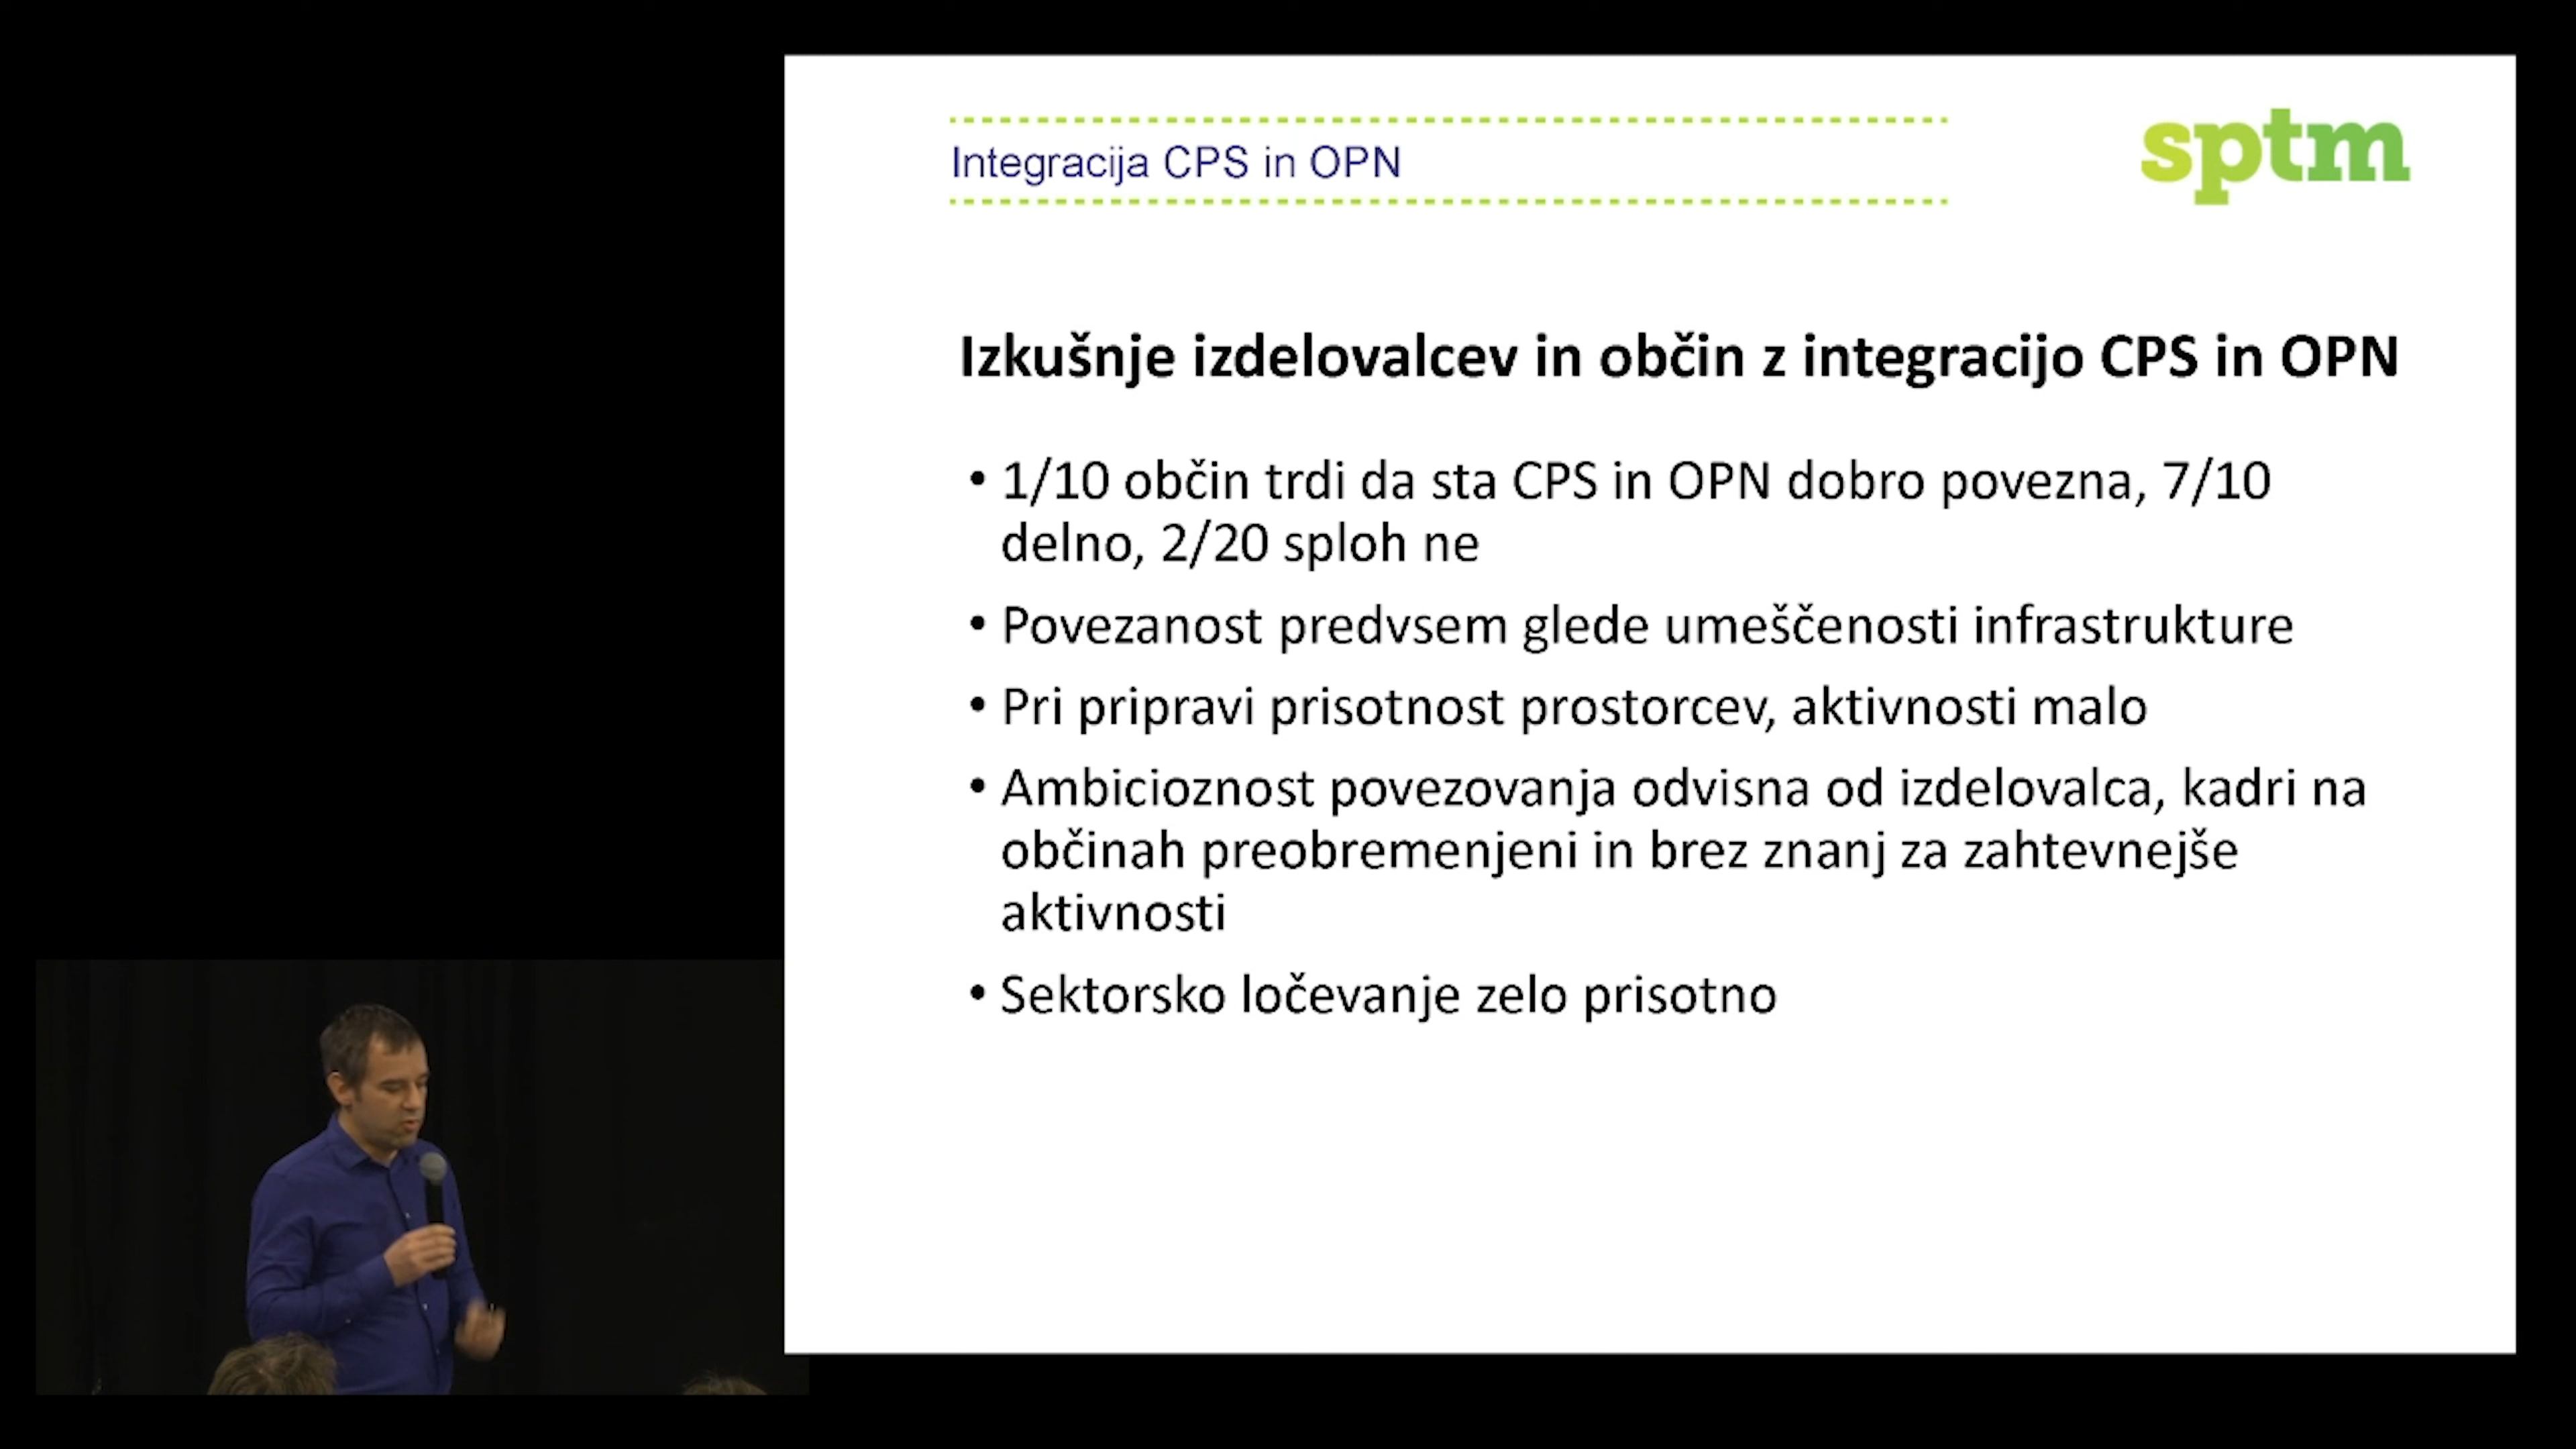 Integracija CPS in OPN
sptm
Izkušnje izdelovalcev in občin z integracijo CPS in OPN
• 1/10 občin trdi da sta CPS in OPN dobro povezna, 7/10
delno, 2/20 sploh ne
• Povezanost predvsem glede umeščenosti infrastrukture
• Pri pripravi prisotnost prostorcev, aktivnosti malo
• Ambicioznost povezovanja odvisna od izdelovalca, kadri na
občinah preobremenjeni in brez znanj za zahtevnejše
aktivnosti
• Sektorsko ločevanje zelo prisotno